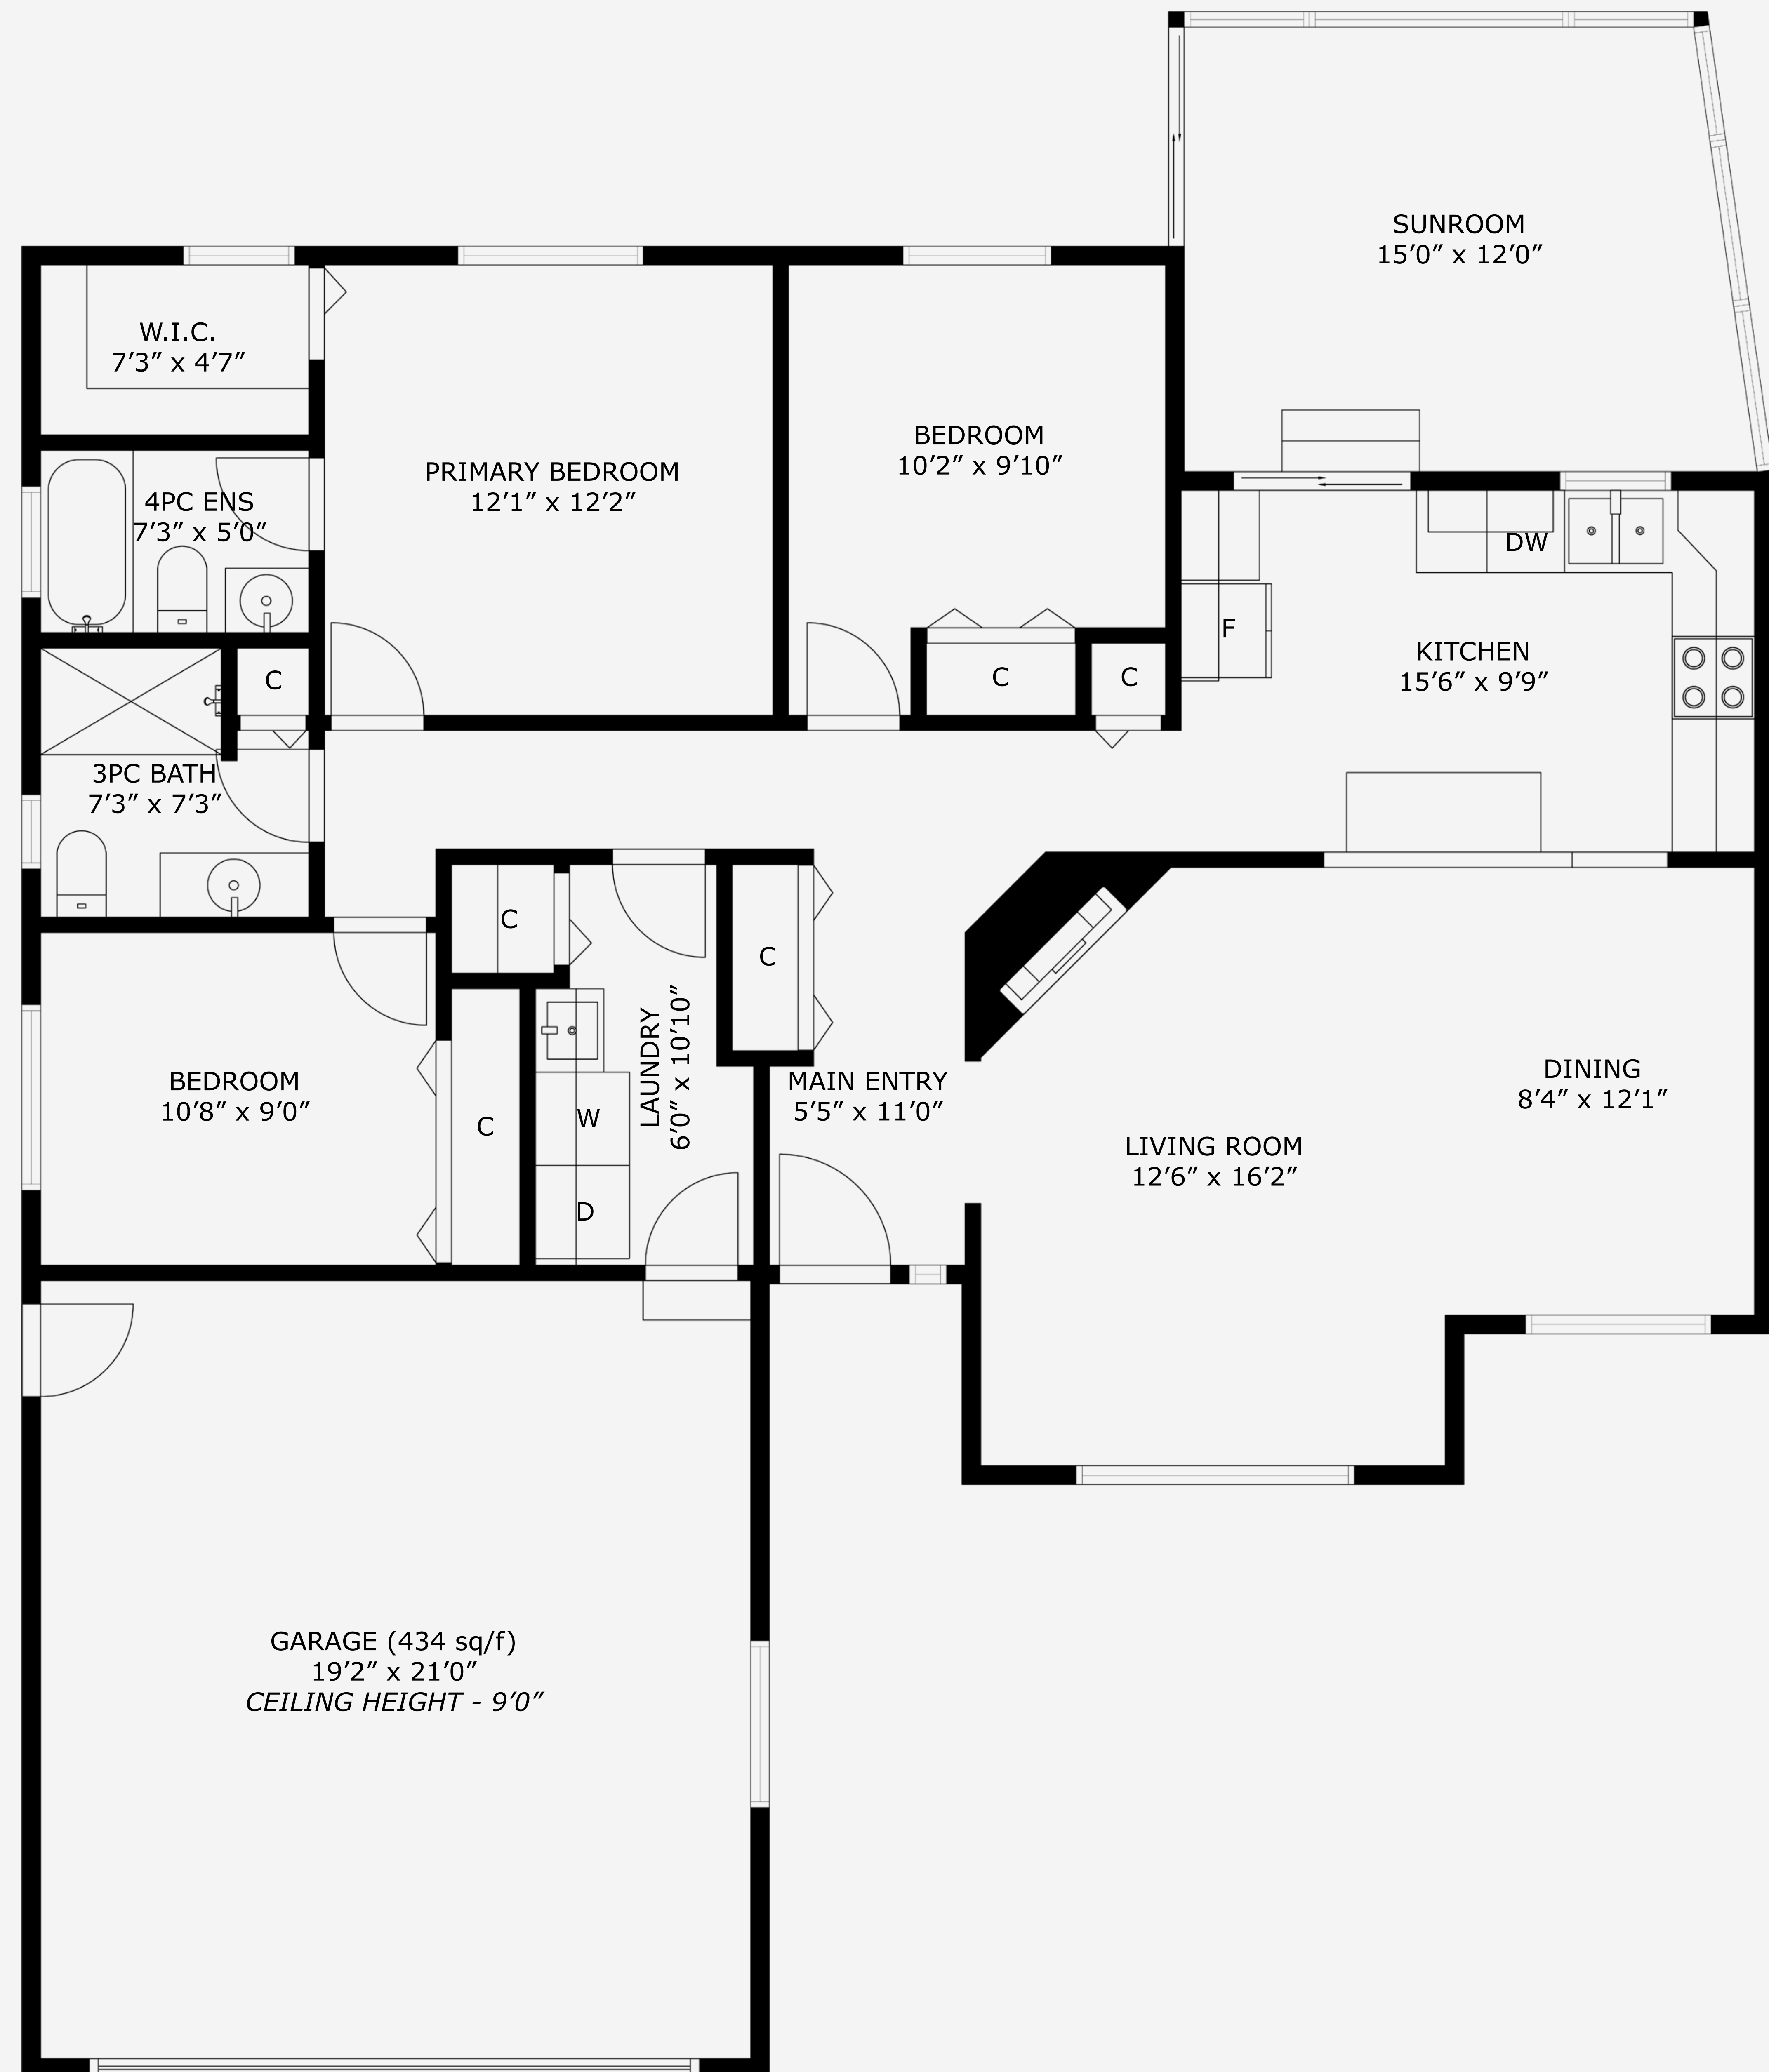 SUNROOM
15'0" x 12'0"
W.I.C.
7'3" x 4'7"
PRIMARY BEDROOM
12'1" x 12'2"
BEDROOM
10'2" x 9'10"
4PC ENS
7'3" x 5'0"
DW
F
KITCHEN
15'6" x 9'9"
C
C
C
3PC BATH
7'3" x 7'3"
C
C
LAUNDRY
6'0" x 10'10"
BEDROOM
10'8" x 9'0"
C
W
D
MAIN ENTRY
5'5" x 11'0"
LIVING ROOM
12'6" x 16'2"
DINING
8'4" x 12'1"
GARAGE (434 sq/f)
19'2" x 21'0"
CEILING HEIGHT - 9'0"